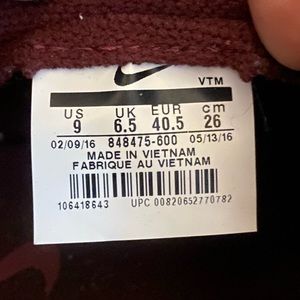 VTM
US UK EUR cm
9 6.5 40.5 26
02/09/16 848475-600 05/13/16
MADE IN VIETNAM
FABRIQUE AU VIETNAM
106418643 UPC 00820652770782